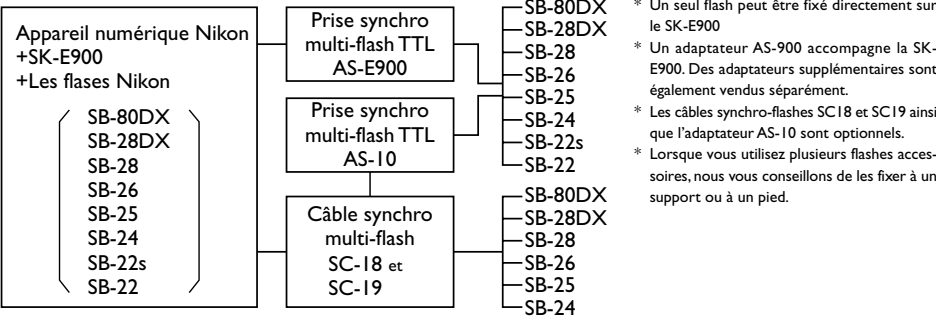 Appareil numérique Nikon
+SK-E900
+Les flases Nikon
SB-80DX
SB-28DX
SB-28
SB-26
SB-25
SB-24
SB-22s
SB-22
Prise synchro
multi-flash TTL
AS-E900
Prise synchro
multi-flash TTL
AS-10
Câble synchro
multi-flash
SC-18 et
SC-19
SB-80DX
SB-28DX
SB-28
SB-26
SB-25
SB-24
SB-22s
SB-22
SB-80DX
SB-28DX
SB-28
SB-26
SB-25
SB-24
* Un seul flash peut être fixé directement sur
le SK-E900
* Un adaptateur AS-900 accompagne la SK-
E900. Des adaptateurs supplémentaires sont
également vendus séparément.
* Les câbles synchro-flashes SC18 et SC19 ainsi
que l'adaptateur AS-10 sont optionnels.
* Lorsque vous utilisez plusieurs flashes acces-
soires, nous vous conseillons de les fixer à un
support ou à un pied.